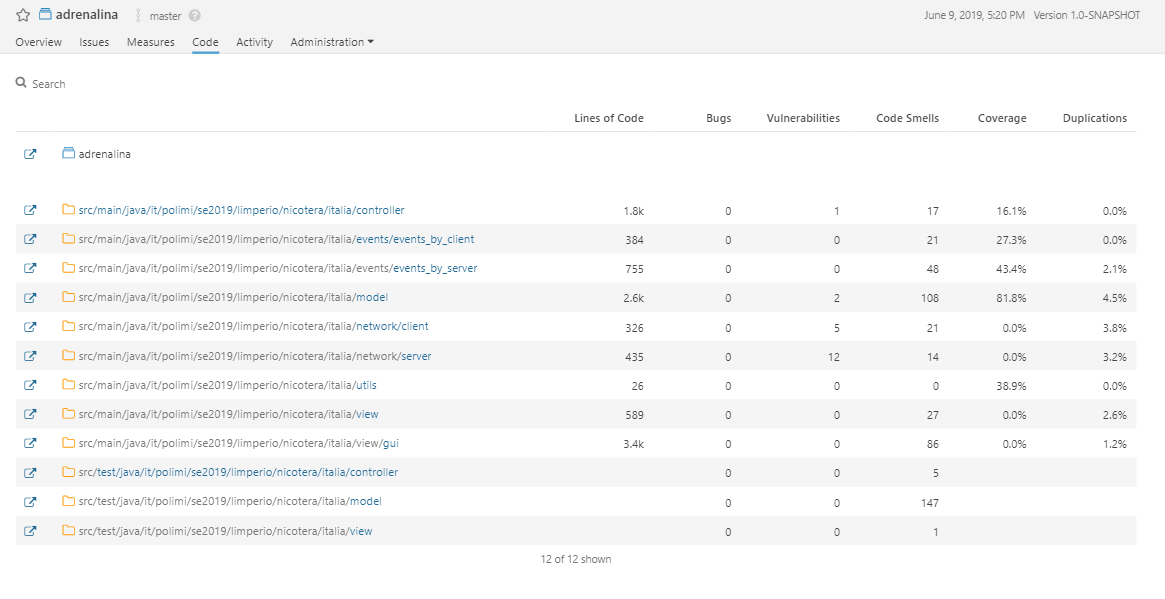 adrenalina master June 9, 2019, 5:20 PM Version 1.0-SNAPSHOT
Overview Issues Measures Code Activity Administration
Search
Lines of Code Bugs Vulnerabilities Code Smells Coverage Duplications
adrenalina
src/main/java/it/polimi/se2019/limperio/nicotera/italia/controller 1.8k 0 1 17 16.1% 0.0%
src/main/java/it/polimi/se2019/limperio/nicotera/italia/events/events_by_client 384 0 0 21 27.3% 0.0%
src/main/java/it/polimi/se2019/limperio/nicotera/italia/events/events_by_server 755 0 0 48 43.4% 2.1%
src/main/java/it/polimi/se2019/limperio/nicotera/italia/model 2.6k 0 2 108 81.8% 4.5%
src/main/java/it/polimi/se2019/limperio/nicotera/italia/network/client 326 0 5 21 0.0% 3.8%
src/main/java/it/polimi/se2019/limperio/nicotera/italia/network/server 435 0 12 14 0.0% 3.2%
src/main/java/it/polimi/se2019/limperio/nicotera/italia/utils 26 0 0 0 38.9% 0.0%
src/main/java/it/polimi/se2019/limperio/nicotera/italia/view 589 0 0 27 0.0% 2.6%
src/main/java/it/polimi/se2019/limperio/nicotera/italia/view/gui 3.4k 0 0 86 0.0% 1.2%
src/test/java/it/polimi/se2019/limperio/nicotera/italia/controller 0 0 5
src/test/java/it/polimi/se2019/limperio/nicotera/italia/model 0 0 147
src/test/java/it/polimi/se2019/limperio/nicotera/italia/view 0 0 1
12 of 12 shown